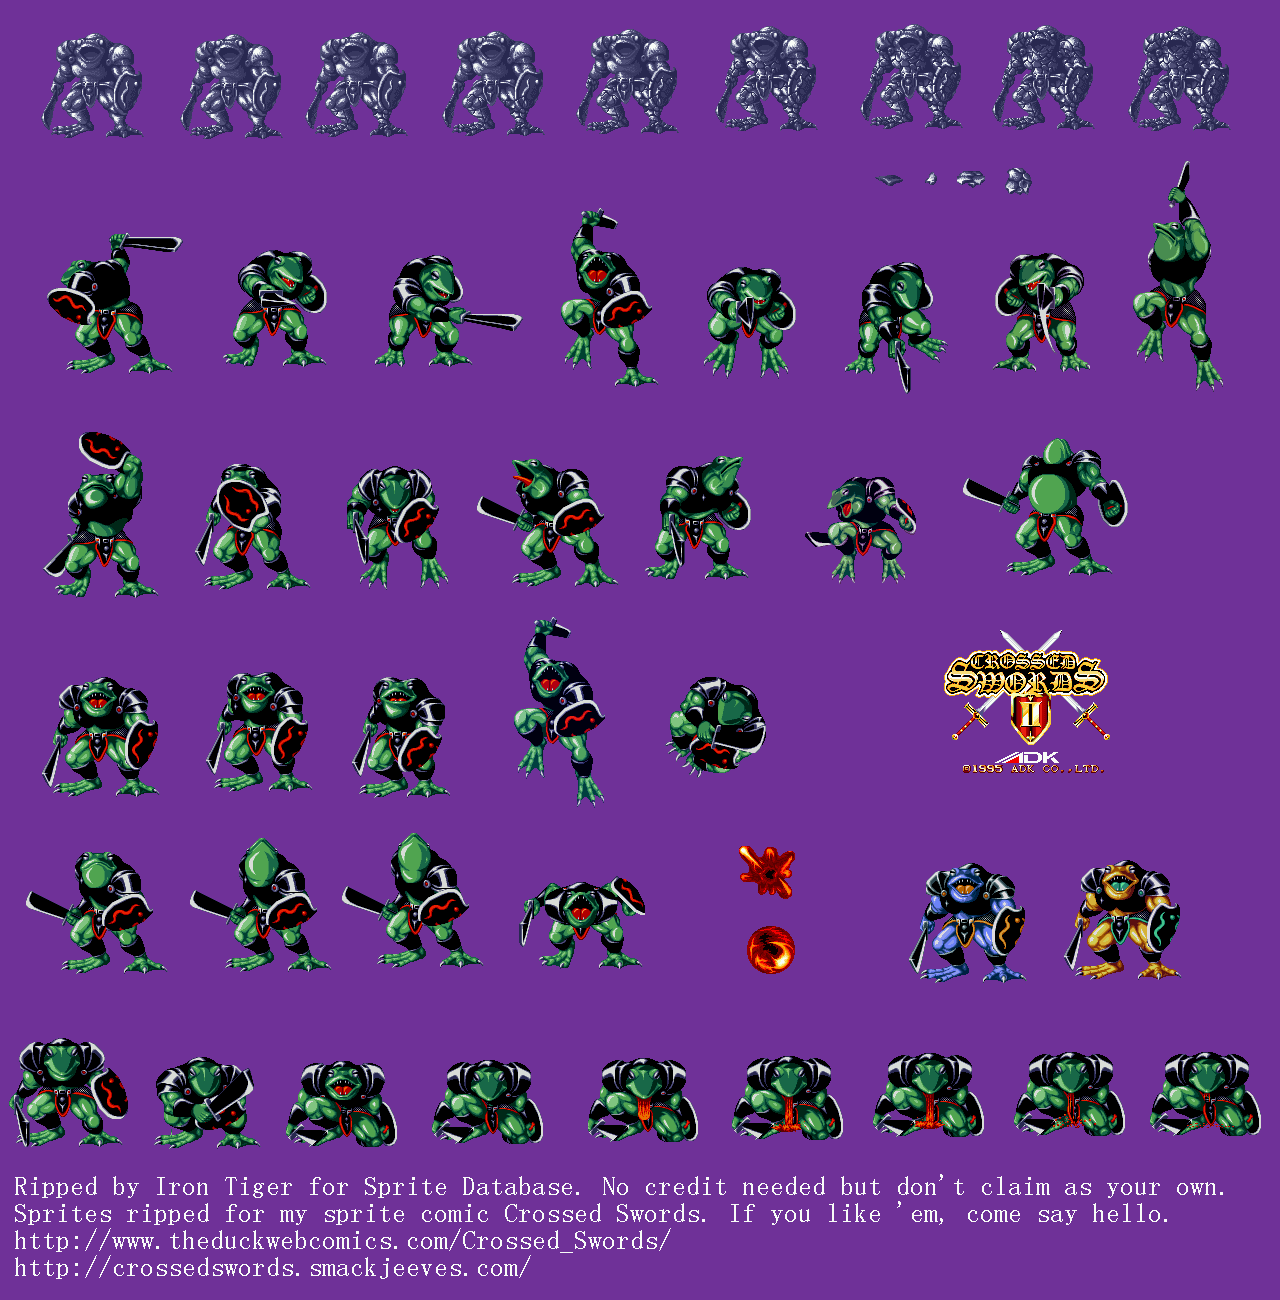 CROSSED
SWORDS
II
ADK
©1995 ADK CO.,LTD.
Ripped by Iron Tiger for Sprite Database. No credit needed but don't claim as your own.
Sprites ripped for my sprite comic Crossed Swords. If you like 'em, come say hello.
http://www.theduckwebcomics.com/Crossed_Swords/
http://crossedswords.smackjeeves.com/